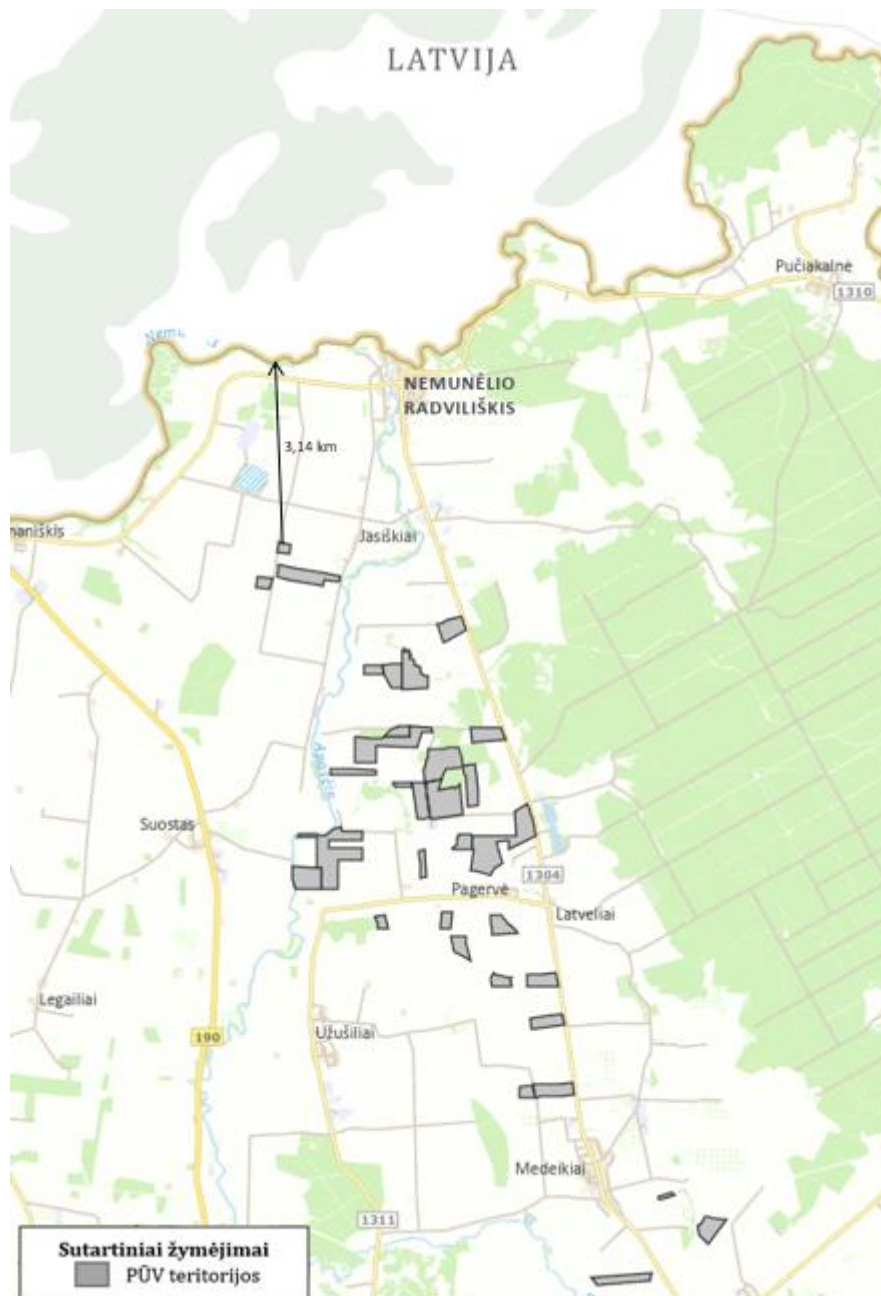 LATVIJA
Pučiakalnė
1310
NEMUNĖLIO
RADVILIŠKIS
3,14 km
Jasiškiai
Apaščia
Suostas
1304
Pagervė
Latveliai
Legailiai
190
Užušiliai
Medeikiai
1311
Sutartiniai žymėjimai
PŪV teritorijos